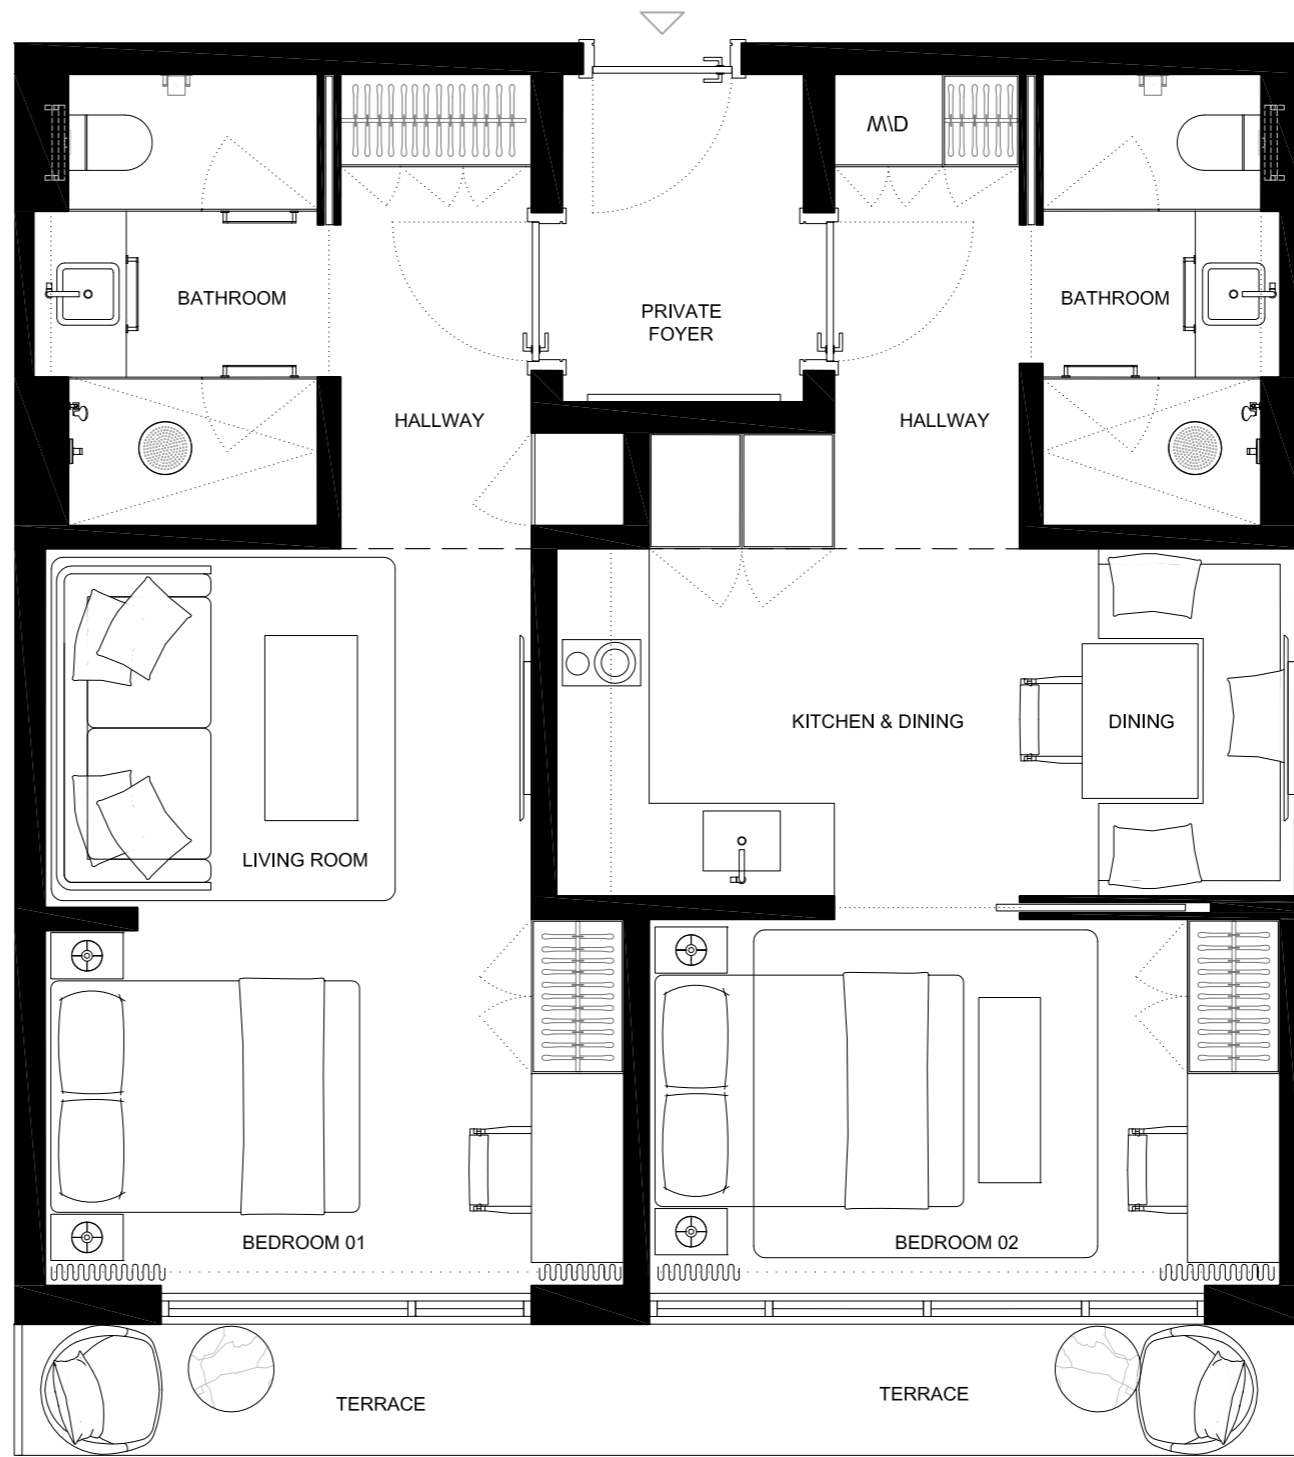 W\D
BATHROOM
PRIVATE
FOYER
BATHROOM
HALLWAY
HALLWAY
KITCHEN & DINING
DINING
LIVING ROOM
BEDROOM 01
BEDROOM 02
TERRACE
TERRACE